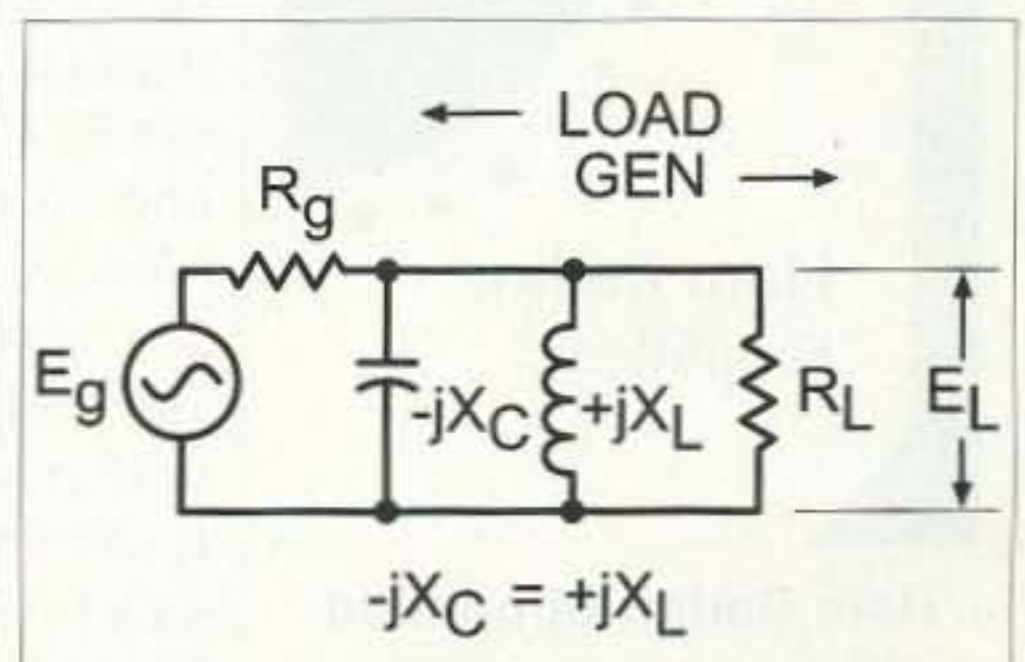 ← LOAD
GEN →
Rg
Eg
-jXC
+jXL
RL
EL
-jXC = +jXL